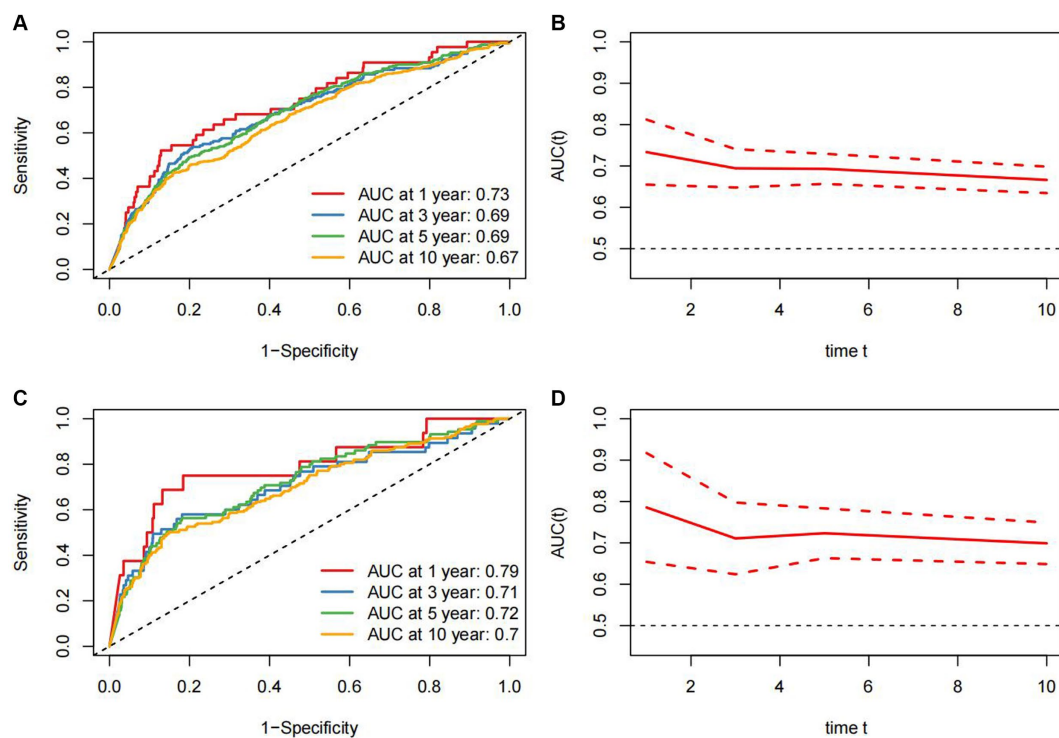 A
Sensitivity
1.0
0.8
0.6
0.4
0.2
0.0
AUC at 1 year: 0.73
AUC at 3 year: 0.69
AUC at 5 year: 0.69
AUC at 10 year: 0.67
0.0 0.2 0.4 0.6 0.8 1.0
1−Specificity
B
AUC(t)
1.0
0.9
0.8
0.7
0.6
0.5
2 4 6 8 10
time t
C
Sensitivity
1.0
0.8
0.6
0.4
0.2
0.0
AUC at 1 year: 0.79
AUC at 3 year: 0.71
AUC at 5 year: 0.72
AUC at 10 year: 0.7
0.0 0.2 0.4 0.6 0.8 1.0
1−Specificity
D
AUC(t)
1.0
0.9
0.8
0.7
0.6
0.5
2 4 6 8 10
time t